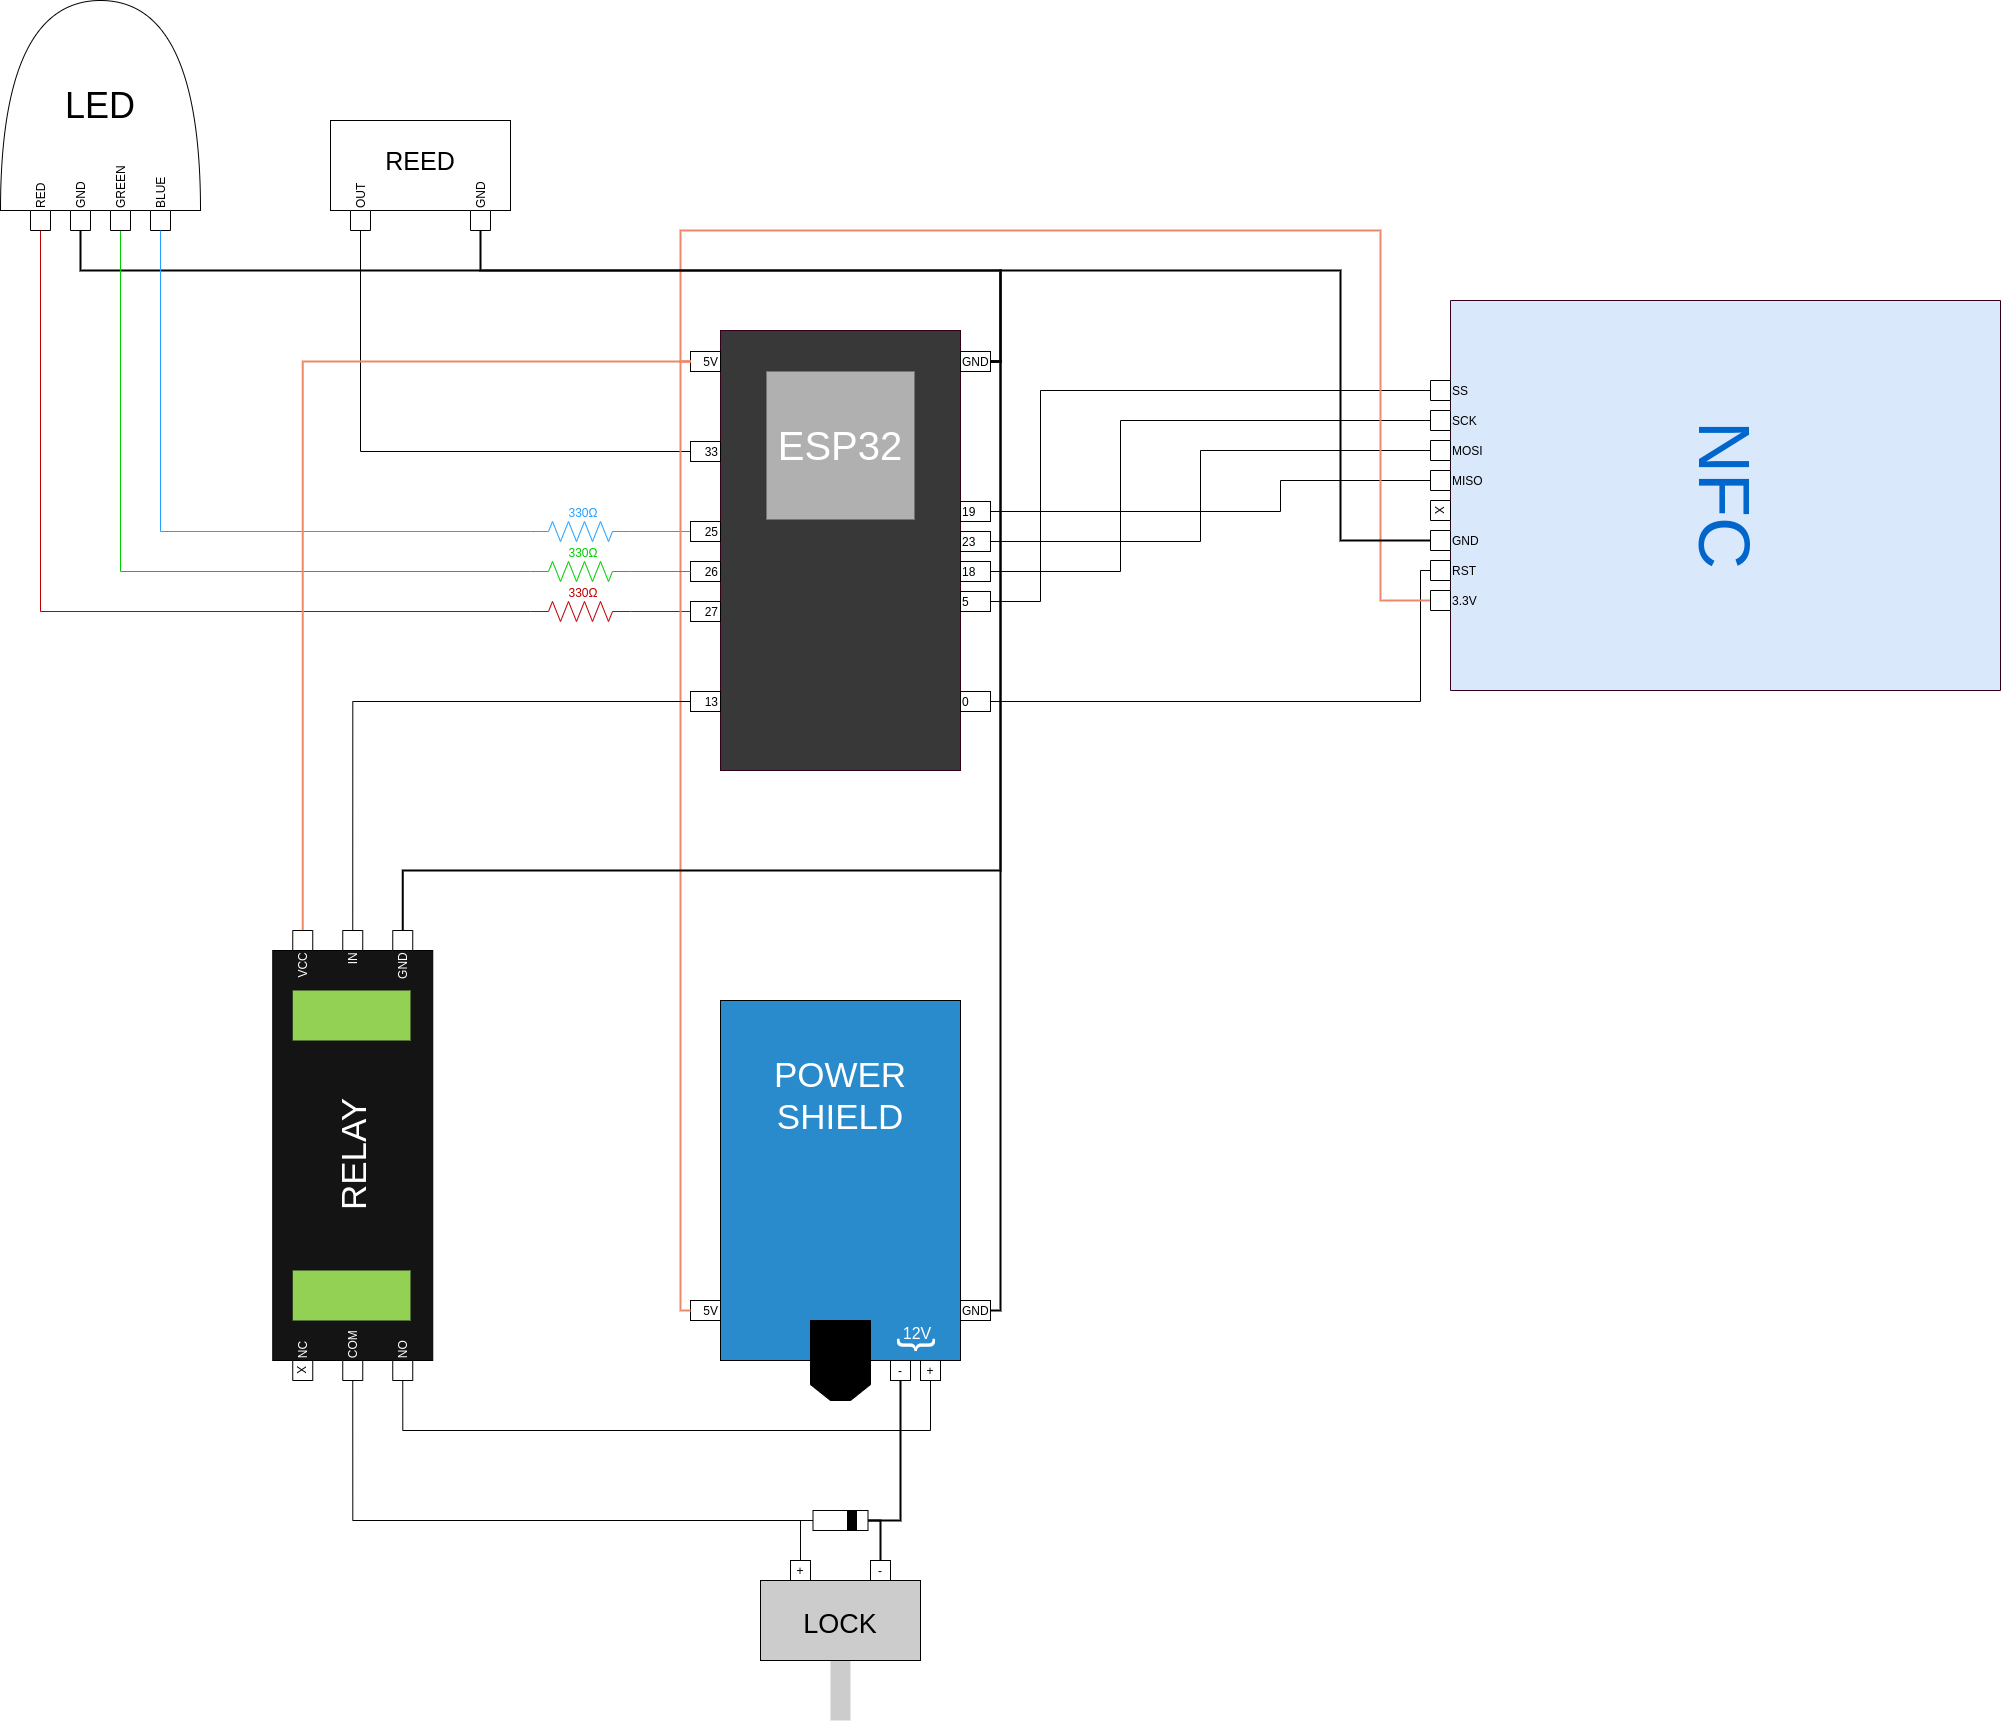 LED
RED
GND
GREEN
BLUE
REED
OUT
GND
ESP32
5V
33
25
26
27
13
GND
19
23
18
5
0
330Ω
330Ω
330Ω
NFC
SS
SCK
MOSI
MISO
X
GND
RST
3.3V
RELAY
VCC
IN
GND
NC
COM
NO
X
POWER
SHIELD
5V
GND
12V
-
+
+
-
LOCK